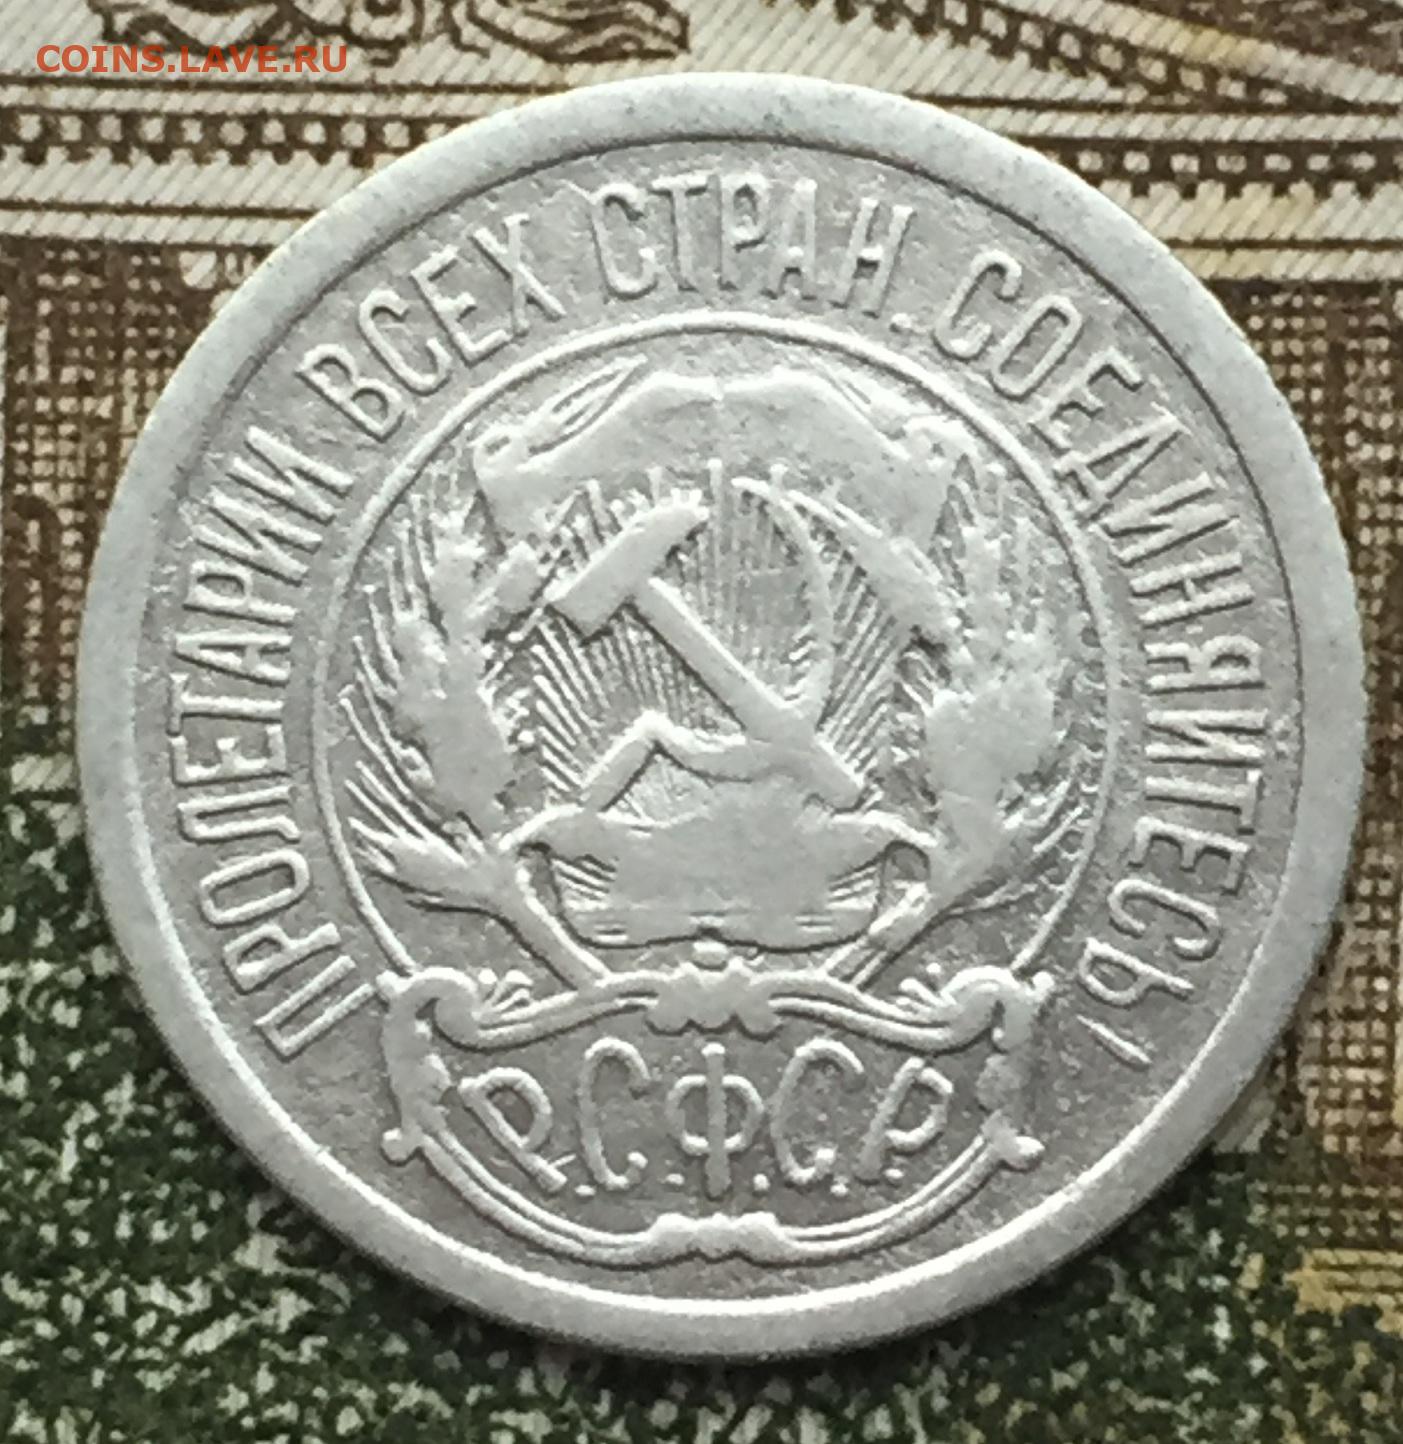 COINS.LAVE.RU
ПРОЛЕТАРИИ ВСЕХ СТРАН, СОЕДИНЯЙТЕСЬ!
Р.С.Ф.С.Р.